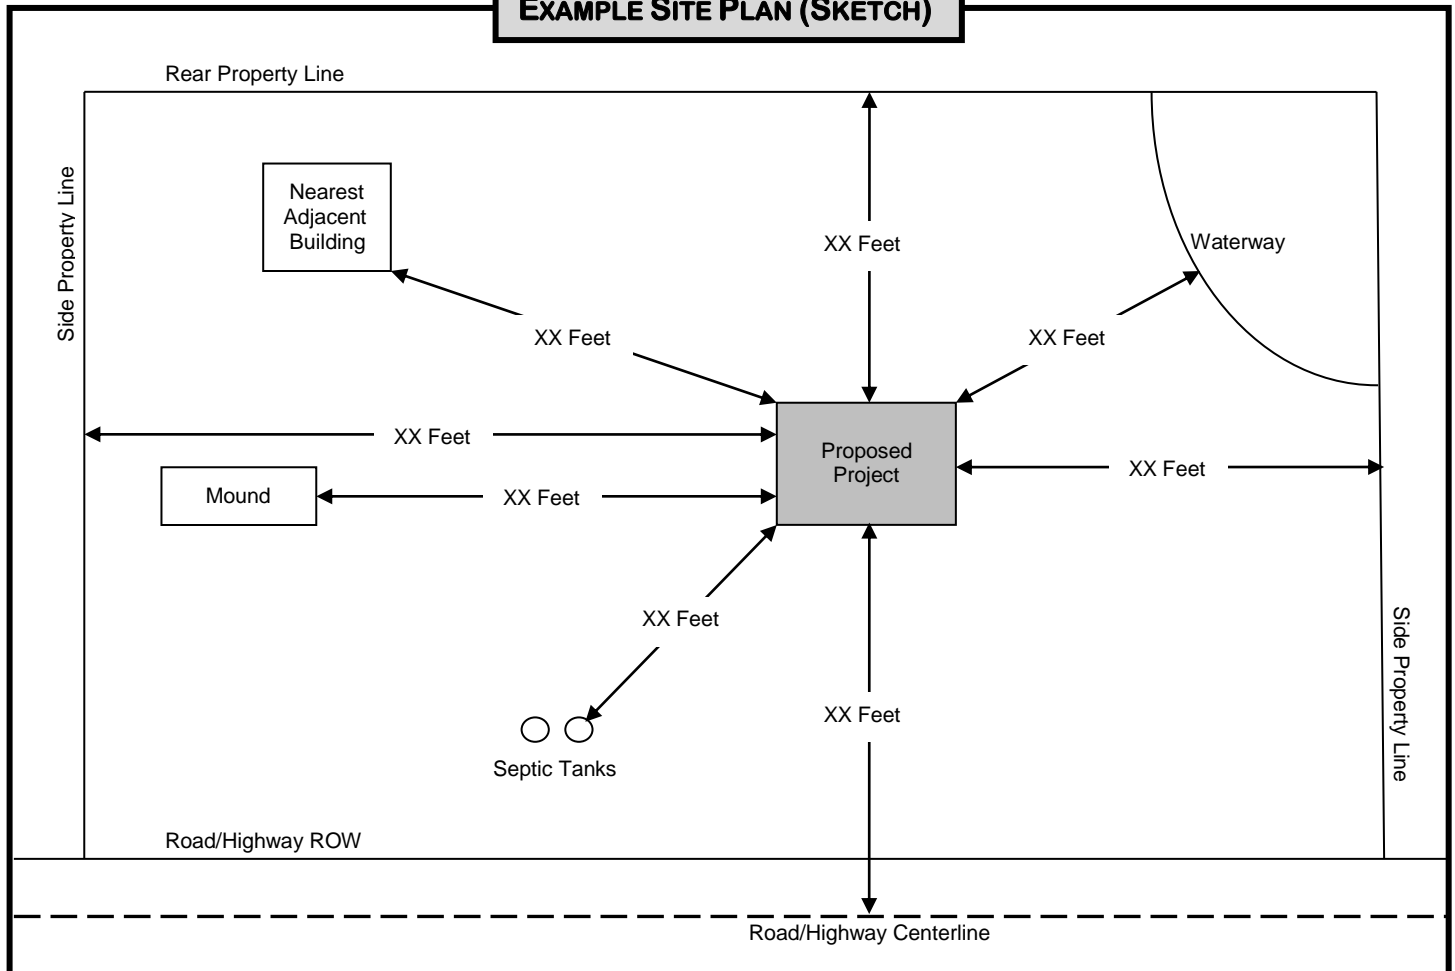 EXAMPLE SITE PLAN (SKETCH)
Rear Property Line
Side Property Line
Nearest
Adjacent
Building
XX Feet
Waterway
XX Feet
XX Feet
XX Feet
Proposed
Project
XX Feet
Mound
XX Feet
XX Feet
Side Property Line
XX Feet
Septic Tanks
Road/Highway ROW
Road/Highway Centerline